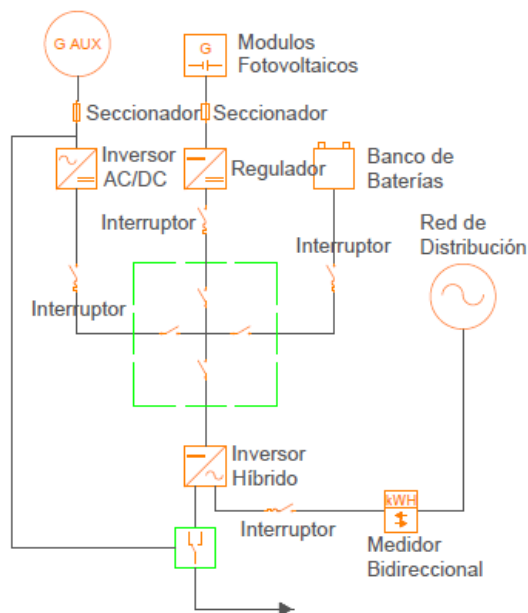 G AUX
G
Modulos
Fotovoltaicos
Seccionador
Seccionador
Inversor
AC/DC
Regulador
Banco de
Baterías
Interruptor
Interruptor
Red de
Distribución
Interruptor
Inversor
Híbrido
kWH
Interruptor
Medidor
Bidireccional